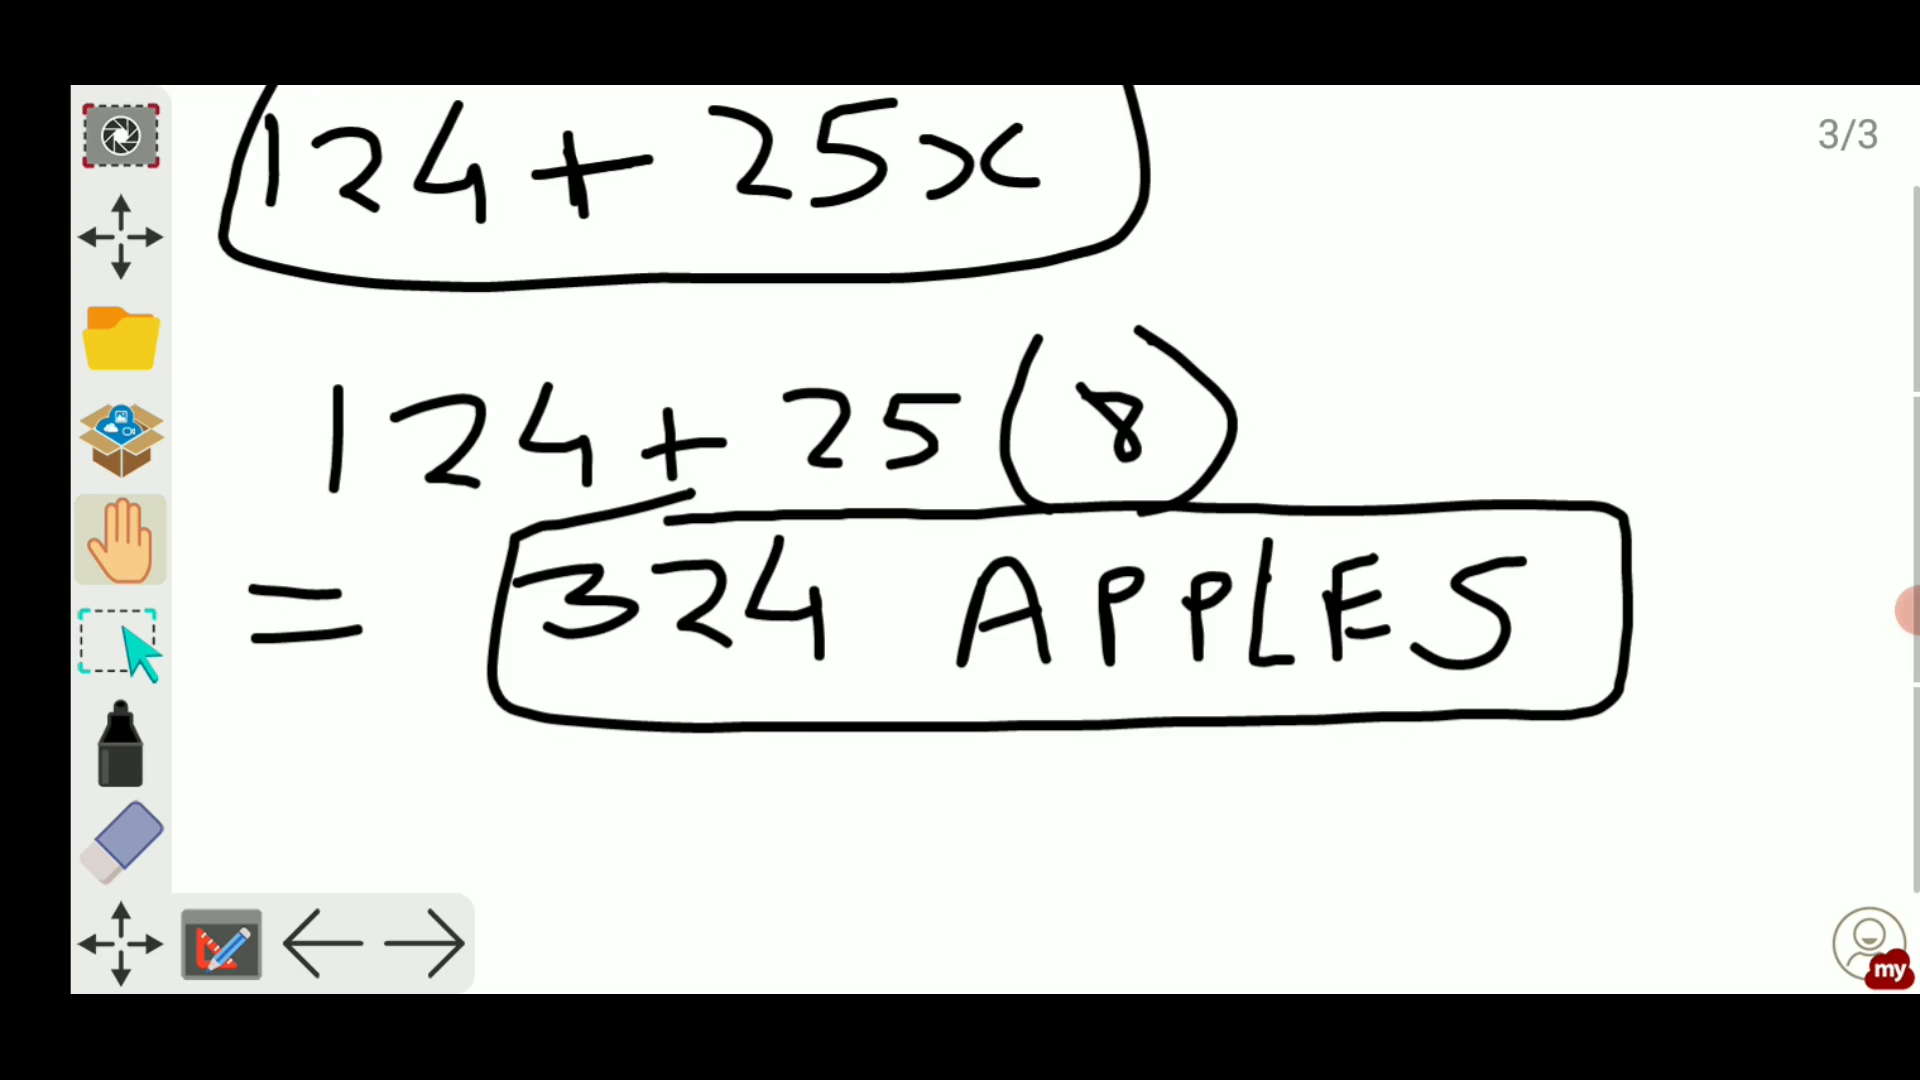 124 + 25x
3/3
124 + 25(8)
= 324 APPLES
my